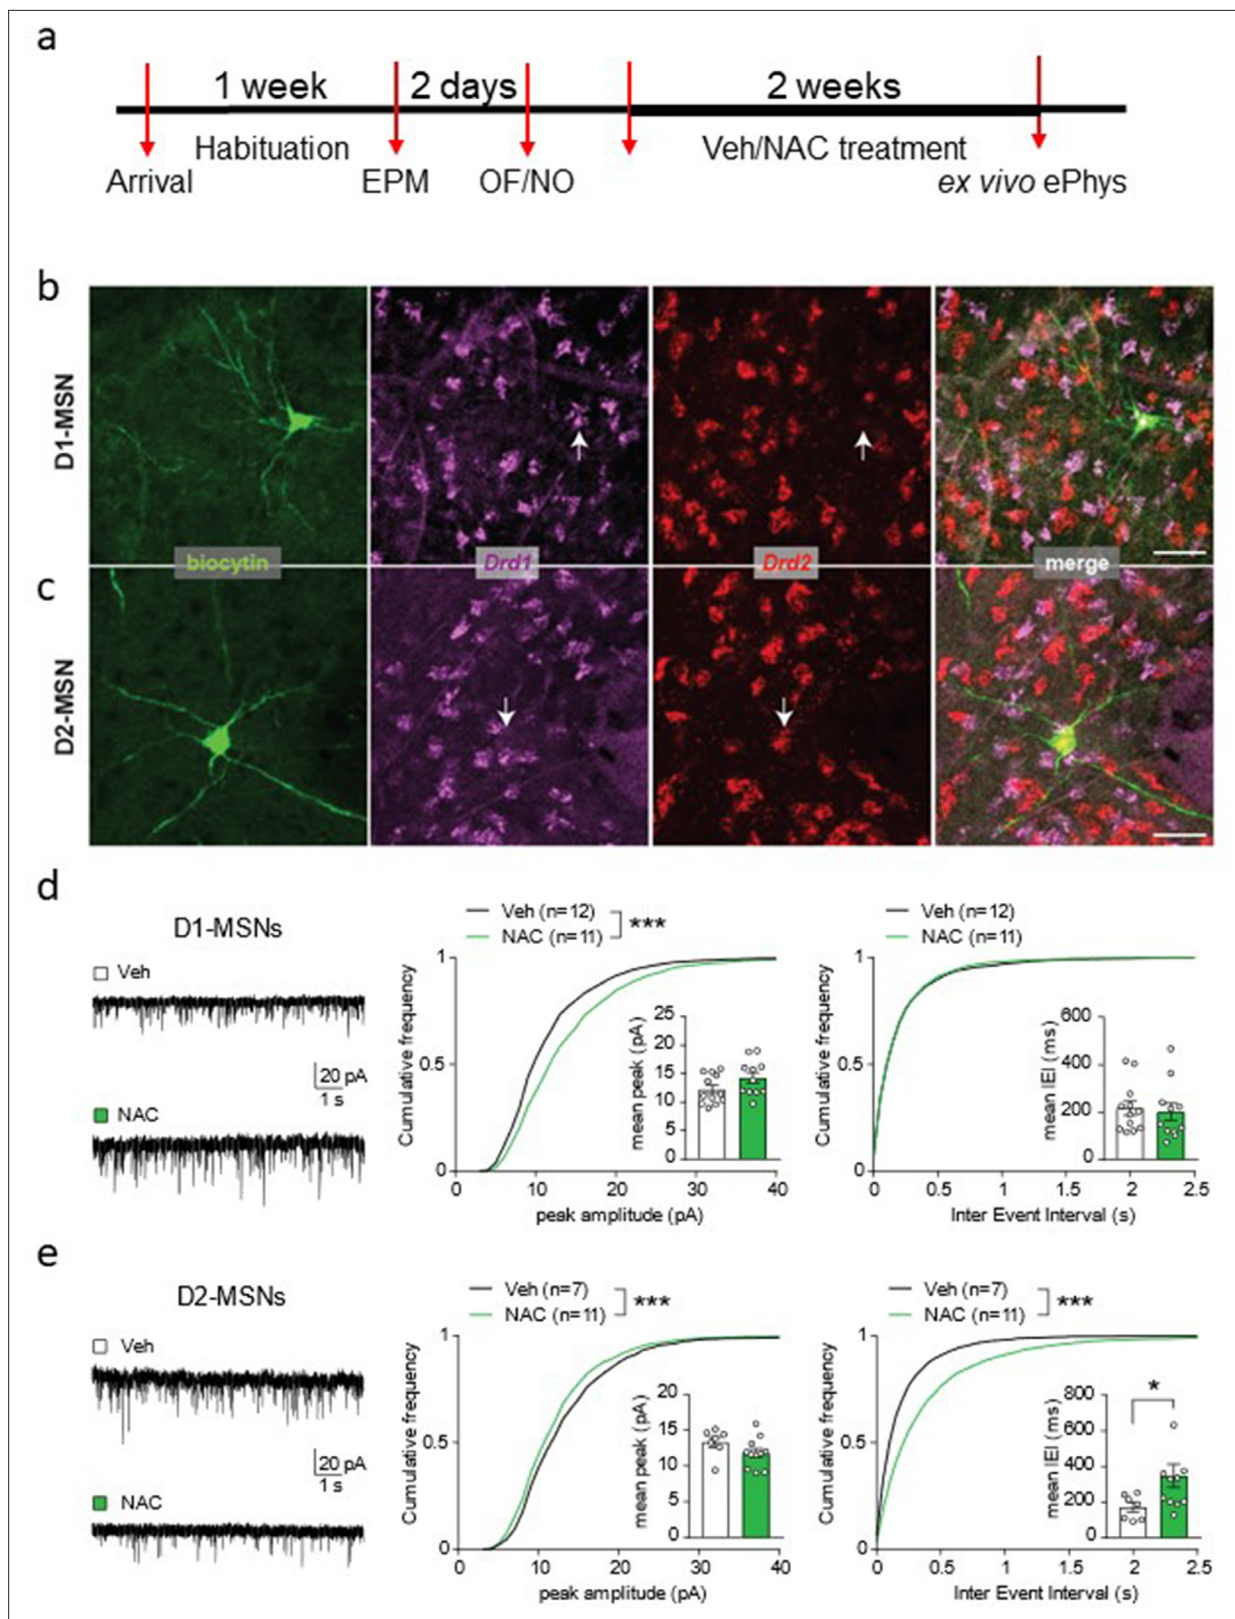 a
1 week 2 days 2 weeks
Habituation Veh/NAC treatment
Arrival EPM OF/NO ex vivo ePhys
b
D1-MSN
biocytin Drd1 Drd2 merge
c
D2-MSN
d
D1-MSNs
Veh
20 pA
1 s
NAC
Veh (n=12)
NAC (n=11)
***
Cumulative frequency
1
0.5
0
0 10 20 30 40
peak amplitude (pA)
mean peak (pA)
25
20
15
10
5
0
Veh (n=12)
NAC (n=11)
Cumulative frequency
1
0.5
0
0 0.5 1 1.5 2 2.5
Inter Event Interval (s)
mean IEI (ms)
600
400
200
0
e
D2-MSNs
Veh
20 pA
1 s
NAC
Veh (n=7)
NAC (n=11)
***
Cumulative frequency
1
0.5
0
0 10 20 30 40
peak amplitude (pA)
mean peak (pA)
20
15
10
5
0
Veh (n=7)
NAC (n=11)
***
Cumulative frequency
1
0.5
0
0 0.5 1 1.5 2 2.5
Inter Event Interval (s)
mean IEI (ms)
800
600
400
200
0
*